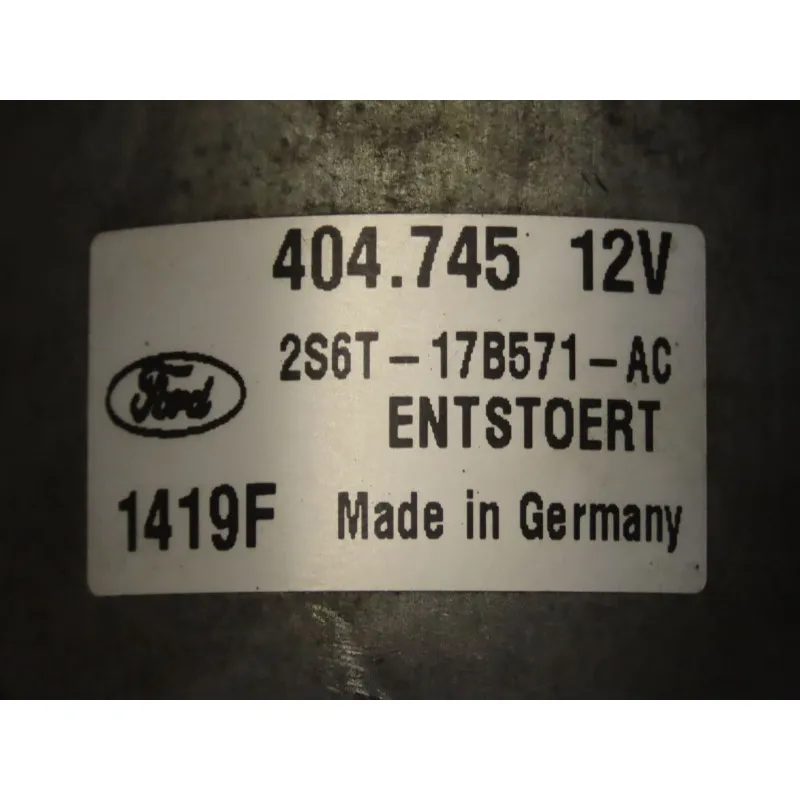 404.745 12V
2S6T-17B571-AC
Ford
ENTSTOERT
1419F Made in Germany